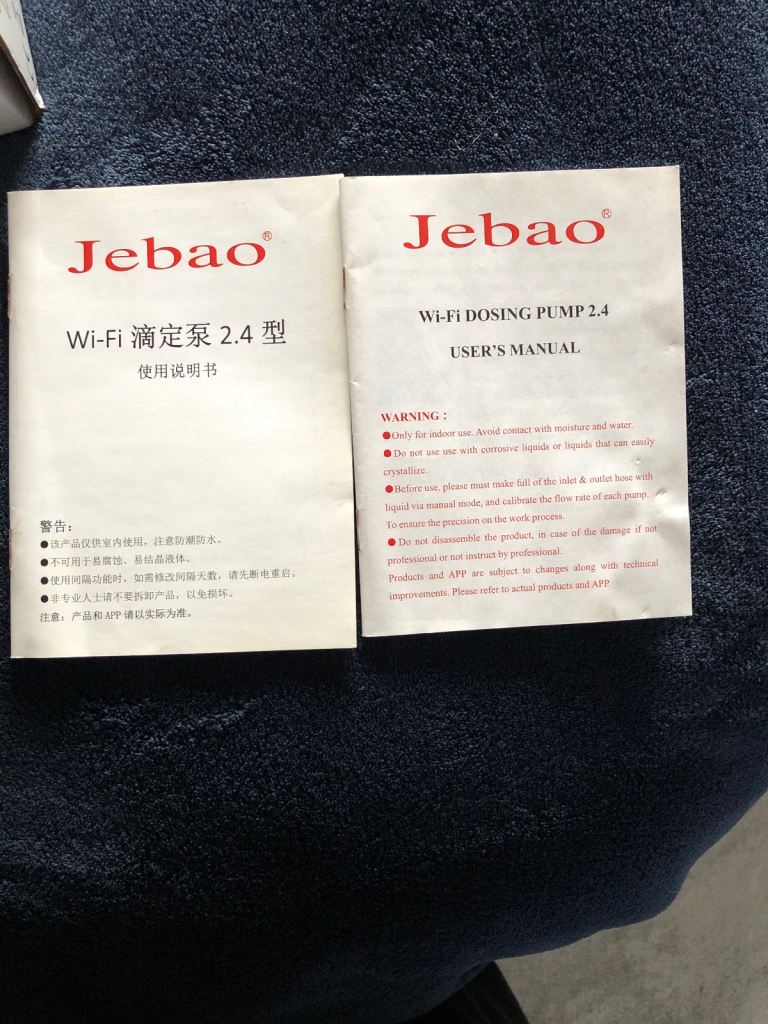 Jebao®
Wi-Fi 滴定泵 2.4 型
使用说明书
警告：
●该产品仅供室内使用，注意防潮防水。
●不可用于易腐蚀、易结晶液体。
●使用间隔功能时，如需修改间隔天数，请先断电重启。
●非专业人士请不要拆卸产品，以免损坏。
注意：产品和 APP 请以实际为准。
Jebao®
Wi-Fi DOSING PUMP 2.4
USER'S MANUAL
WARNING：
●Only for indoor use. Avoid contact with moisture and water.
●Do not use use with corrosive liquids or liquids that can easily
crystallize.
●Before use, please must make full of the inlet & outlet hose with
liquid via manual mode, and calibrate the flow rate of each pump.
To ensure the precision on the work process.
●Do not disassemble the product, in case of the damage if not
professional or not instruct by professional.
Products and APP are subject to changes along with technical
improvements. Please refer to actual products and APP.